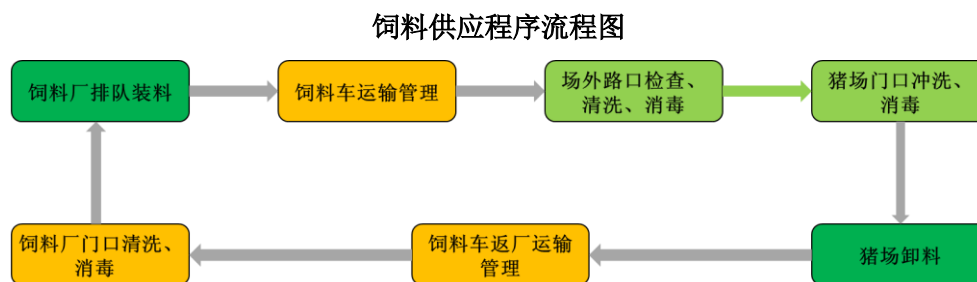 饲料供应程序流程图
饲料厂排队装料
饲料车运输管理
场外路口检查、
清洗、消毒
猪场门口冲洗、
消毒
猪场卸料
饲料车返厂运输
管理
饲料厂门口清洗、
消毒